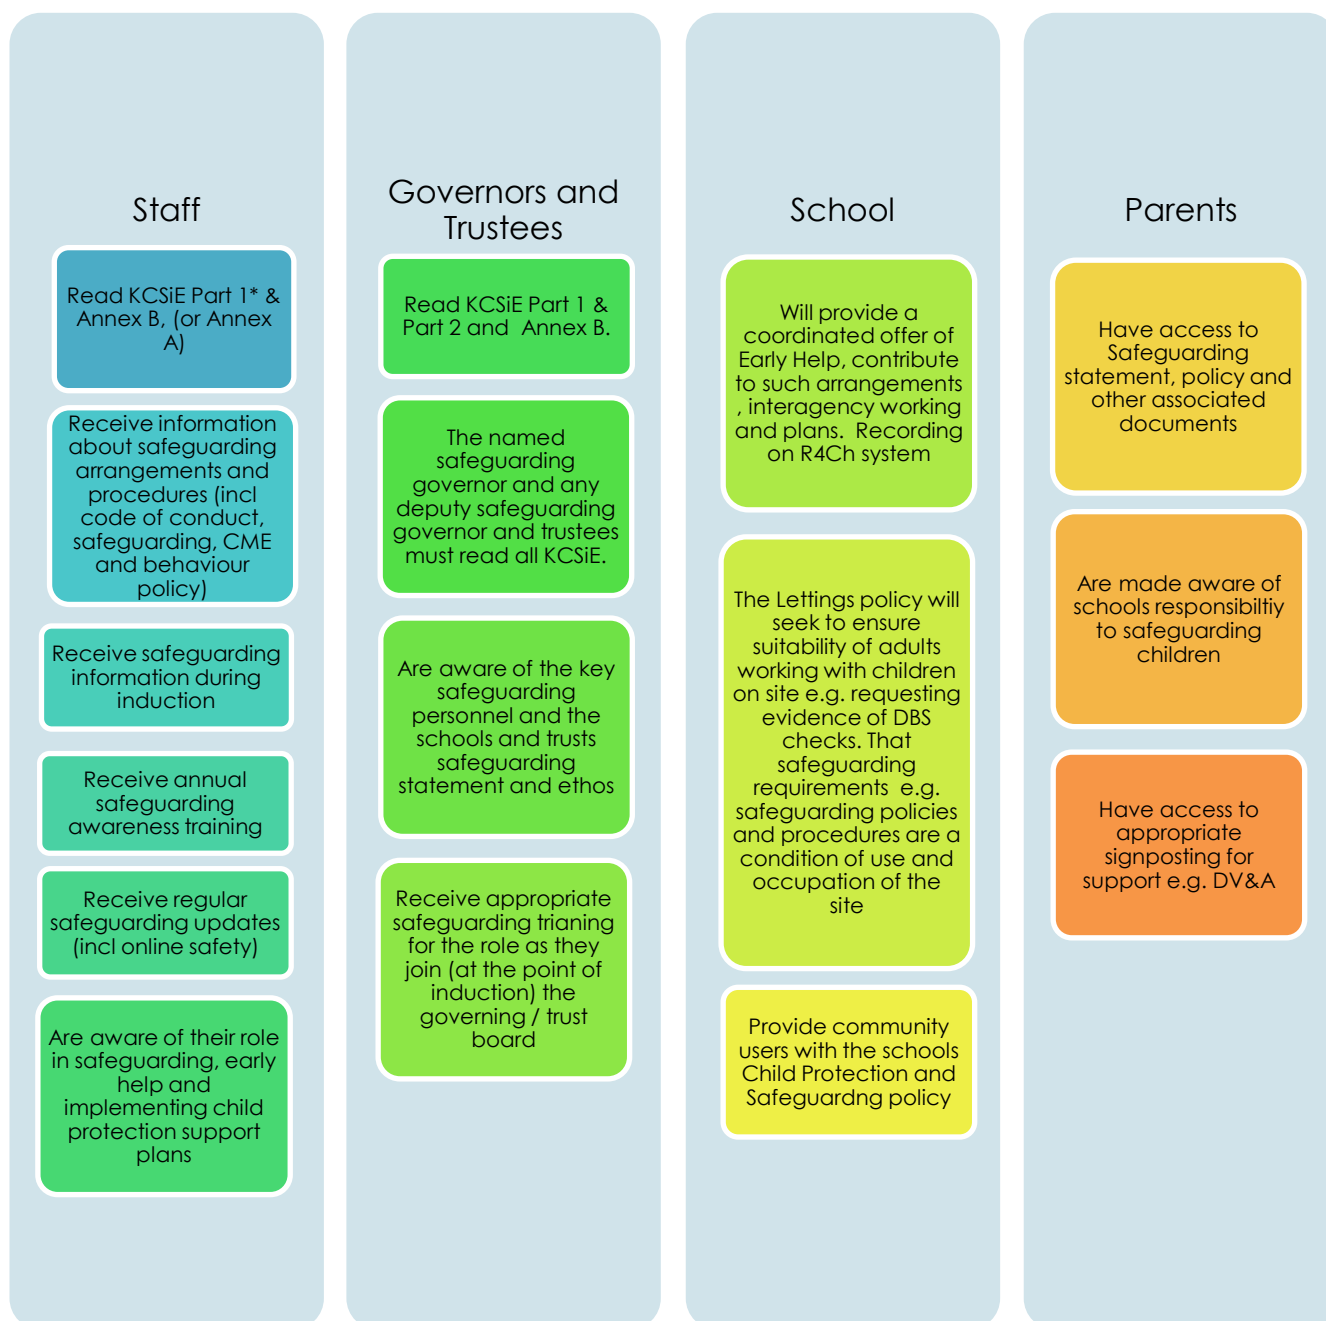 Staff
Read KCSiE Part 1* &
Annex B, (or Annex
A)
Receive information
about safeguarding
arrangements and
procedures (incl
code of conduct,
safeguarding, CME
and behaviour
policy)
Receive safeguarding
information during
induction
Receive annual
safeguarding
awareness training
Receive regular
safeguarding updates
(incl online safety)
Are aware of their role
in safeguarding, early
help and
implementing child
protection support
plans
Governors and
Trustees
Read KCSiE Part 1 &
Part 2 and  Annex B.
The named
safeguarding
governor and any
deputy safeguarding
governor and trustees
must read all KCSiE.
Are aware of the key
safeguarding
personnel and the
schools and trusts
safeguarding
statement and ethos
Receive appropriate
safeguarding trianing
for the role as they
join (at the point of
induction) the
governing / trust
board
School
Will provide a
coordinated offer of
Early Help, contribute
to such arrangements
, interagency working
and plans.  Recording
on R4Ch system
The Lettings policy will
seek to ensure
suitability of adults
working with children
on site e.g. requesting
evidence of DBS
checks. That
safeguarding
requirements  e.g.
safeguarding policies
and procedures are a
condition of use and
occupation of the
site
Provide community
users with the schools
Child Protection and
Safeguardng policy
Parents
Have access to
Safeguarding
statement, policy and
other associated
documents
Are made aware of
schools responsibiltiy
to safeguarding
children
Have access to
appropriate
signposting for
support e.g. DV&A